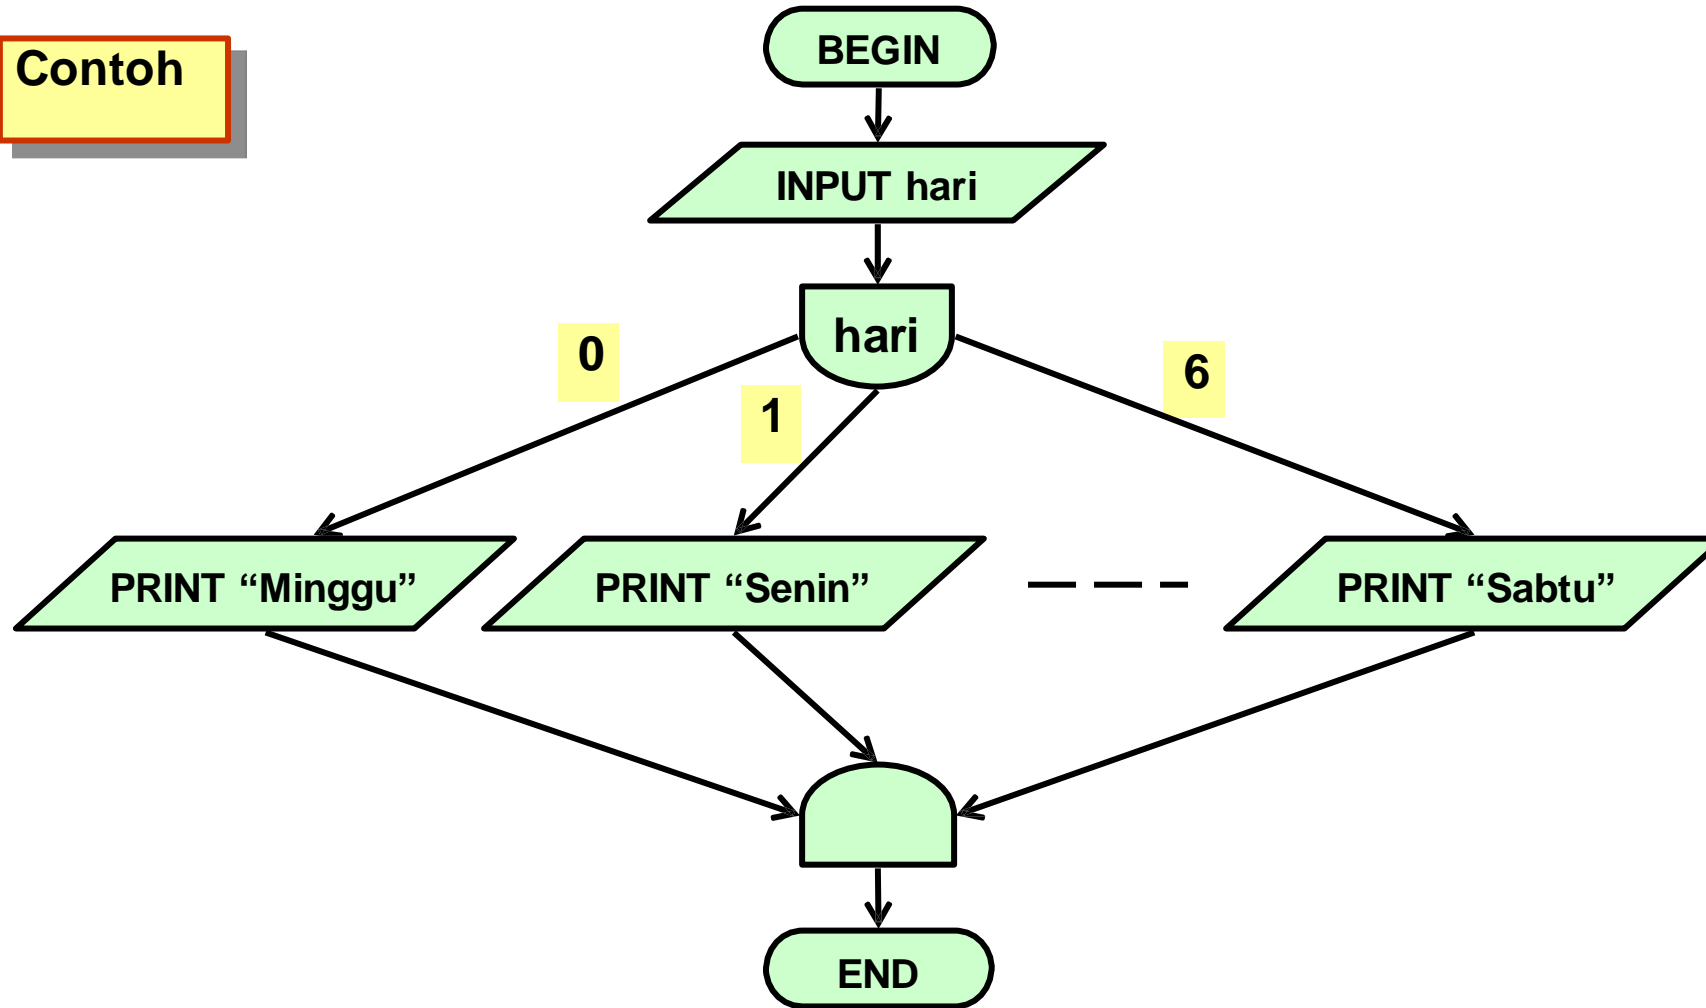 Contoh
BEGIN
INPUT hari
hari
0
1
6
PRINT “Minggu”
PRINT “Senin”
PRINT “Sabtu”
END